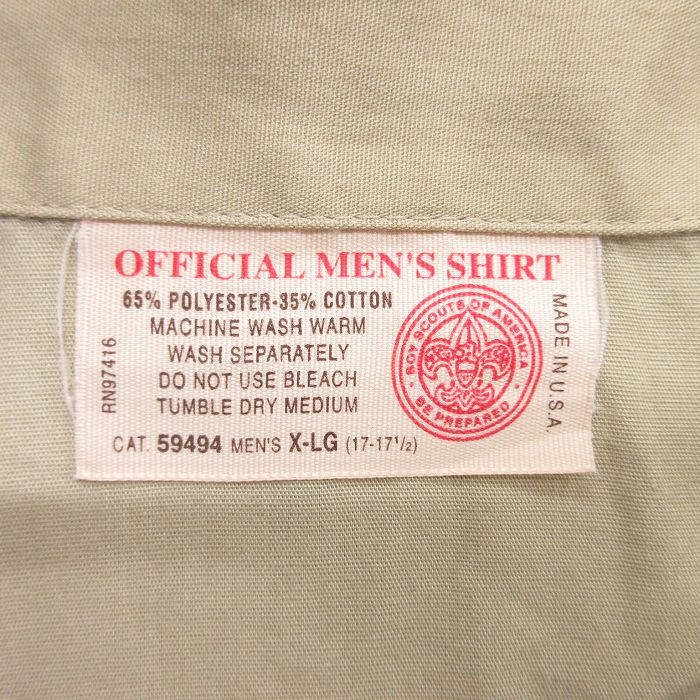 OFFICIAL MEN'S SHIRT
65% POLYESTER-35% COTTON
MACHINE WASH WARM
WASH SEPARATELY
DO NOT USE BLEACH
TUMBLE DRY MEDIUM
CAT. 59494 MEN'S X-LG (17-17½)
RN97416
BOY SCOUTS OF AMERICA
BE PREPARED
MADE IN U.S.A.